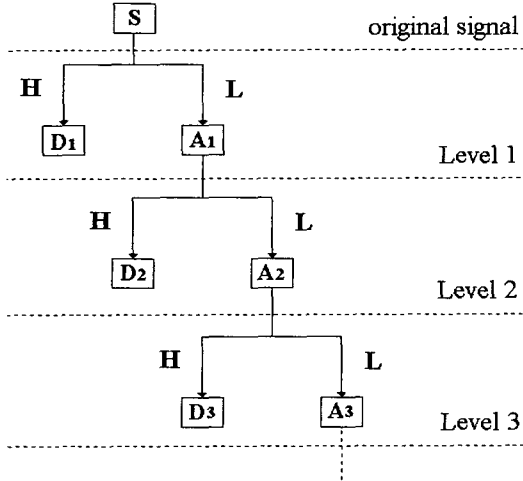 S
original signal
H
L
D1
A1
Level 1
H
L
D2
A2
Level 2
H
L
D3
A3
Level 3